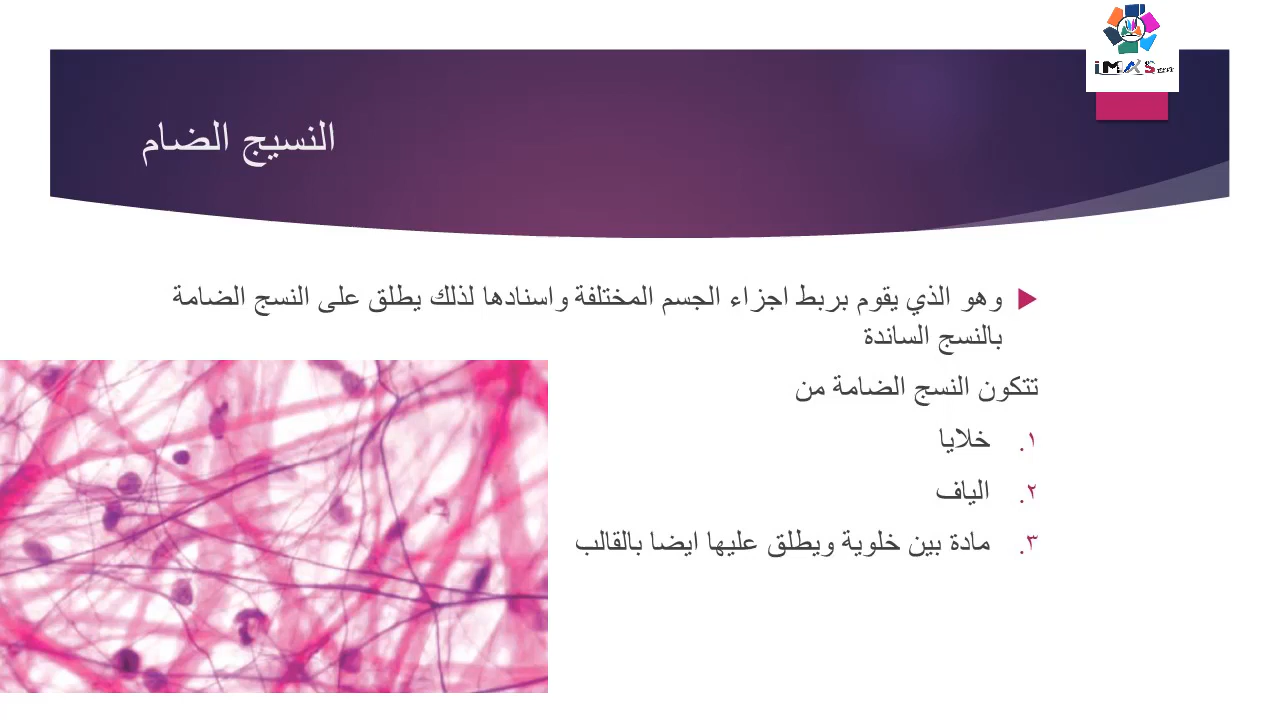 iMAS
النسيج الضام
وهو الذي يقوم بربط اجزاء الجسم المختلفة واسنادها لذلك يطلق على النسج الضامة
بالنسج الساندة
تتكون النسج الضامة من
١. خلايا
٢. الياف
٣. مادة بين خلوية ويطلق عليها ايضا بالقالب